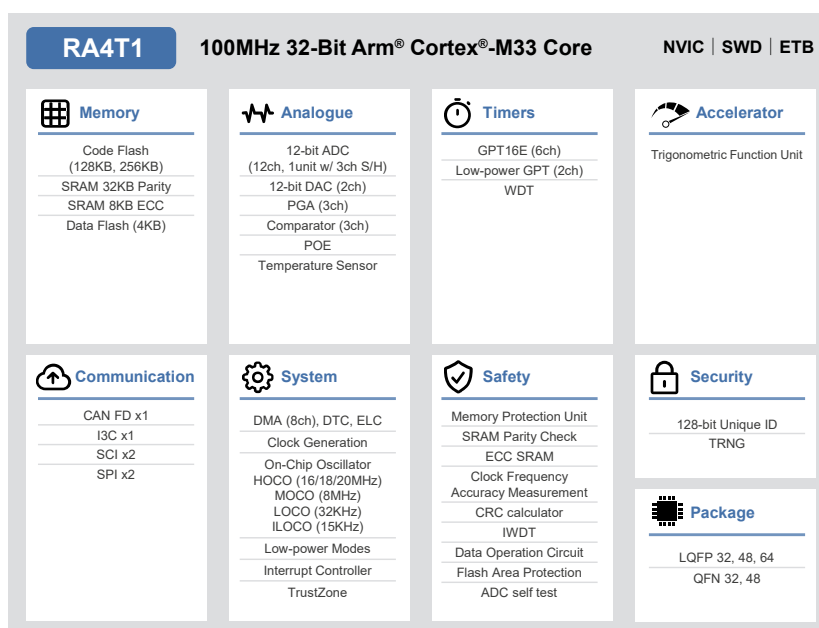 RA4T1
100MHz 32-Bit Arm® Cortex®-M33 Core
NVIC | SWD | ETB
Memory
Code Flash
(128KB, 256KB)
SRAM 32KB Parity
SRAM 8KB ECC
Data Flash (4KB)
Analogue
12-bit ADC
(12ch, 1unit w/ 3ch S/H)
12-bit DAC (2ch)
PGA (3ch)
Comparator (3ch)
POE
Temperature Sensor
Timers
GPT16E (6ch)
Low-power GPT (2ch)
WDT
Accelerator
Trigonometric Function Unit
Communication
CAN FD x1
I3C x1
SCI x2
SPI x2
System
DMA (8ch), DTC, ELC
Clock Generation
On-Chip Oscillator
HOCO (16/18/20MHz)
MOCO (8MHz)
LOCO (32KHz)
ILOCO (15KHz)
Low-power Modes
Interrupt Controller
TrustZone
Safety
Memory Protection Unit
SRAM Parity Check
ECC SRAM
Clock Frequency
Accuracy Measurement
CRC calculator
IWDT
Data Operation Circuit
Flash Area Protection
ADC self test
Security
128-bit Unique ID
TRNG
Package
LQFP 32, 48, 64
QFN 32, 48